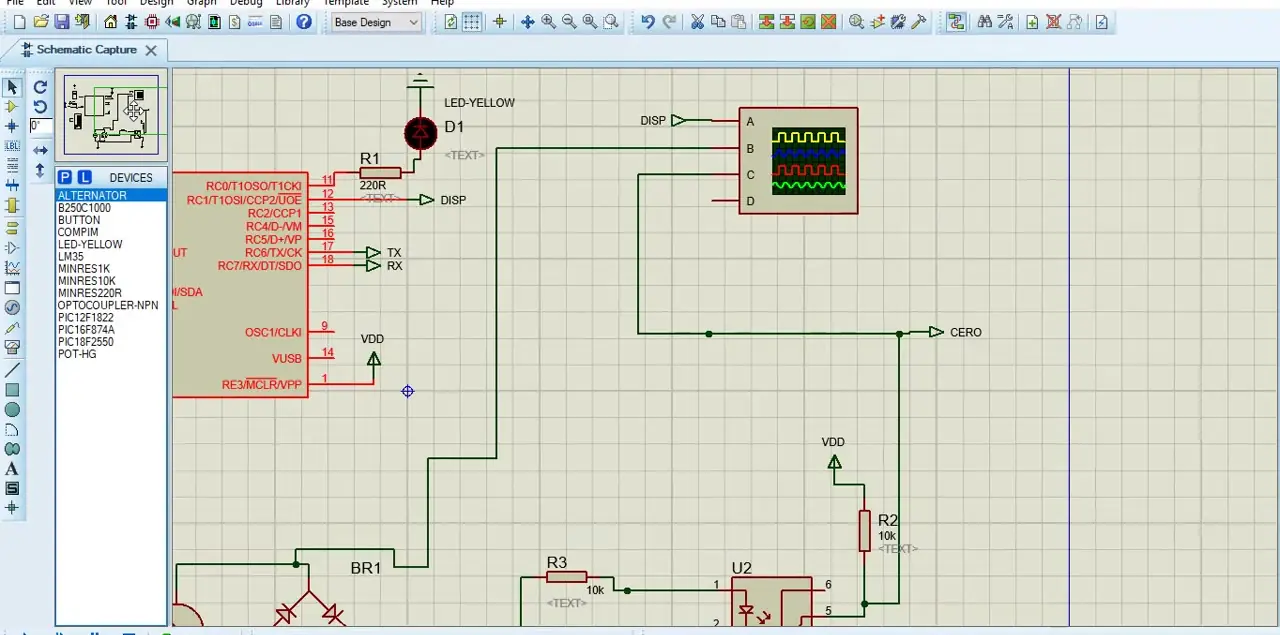 File Edit View Tool Design Graph Debug Library Template System Help
Base Design
Schematic Capture
0°
P L DEVICES
ALTERNATOR
B250C1000
BUTTON
COMPIM
LED-YELLOW
LM35
MINRES1K
MINRES10K
MINRES220R
OPTOCOUPLER-NPN
PIC12F1822
PIC16F874A
PIC18F2550
POT-HG
LBL
A
S
LED-YELLOW
D1
<TEXT>
R1
220R
<TEXT>
RC0/T1OSO/T1CKI 11
RC1/T1OSI/CCP2/UOE 12
DISP
RC2/CCP1 13
RC4/D-/VM 15
RC5/D+/VP 16
RC6/TX/CK 17
TX
RC7/RX/DT/SDO 18
RX
UT
I/SDA
L
OSC1/CLKI 9
VUSB 14
RE3/MCLR/VPP 1
VDD
DISP
A
B
C
D
CERO
VDD
R2
10k
<TEXT>
BR1
R3
10k
<TEXT>
U2
1
2
6
5